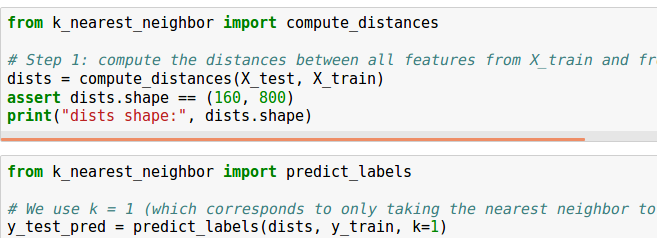 from k_nearest_neighbor import compute_distances
# Step 1: compute the distances between all features from X_train and
dists = compute_distances(X_test, X_train)
assert dists.shape == (160, 800)
print("dists shape:", dists.shape)
from k_nearest_neighbor import predict_labels
# We use k = 1 (which corresponds to only taking the nearest neighbor to
y_test_pred = predict_labels(dists, y_train, k=1)